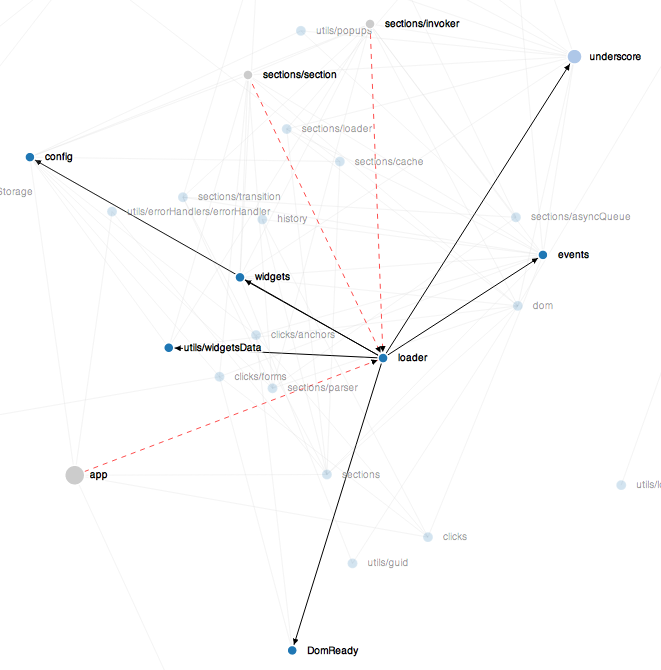 sections/invoker
utils/popups
underscore
sections/section
sections/loader
config
sections/cache
Storage
sections/transition
utils/errorHandlers/errorHandler
history
sections/asyncQueue
events
widgets
dom
clicks/anchors
utils/widgetsData
loader
clicks/forms
sections/parser
app
sections
utils/l
clicks
utils/guid
DomReady